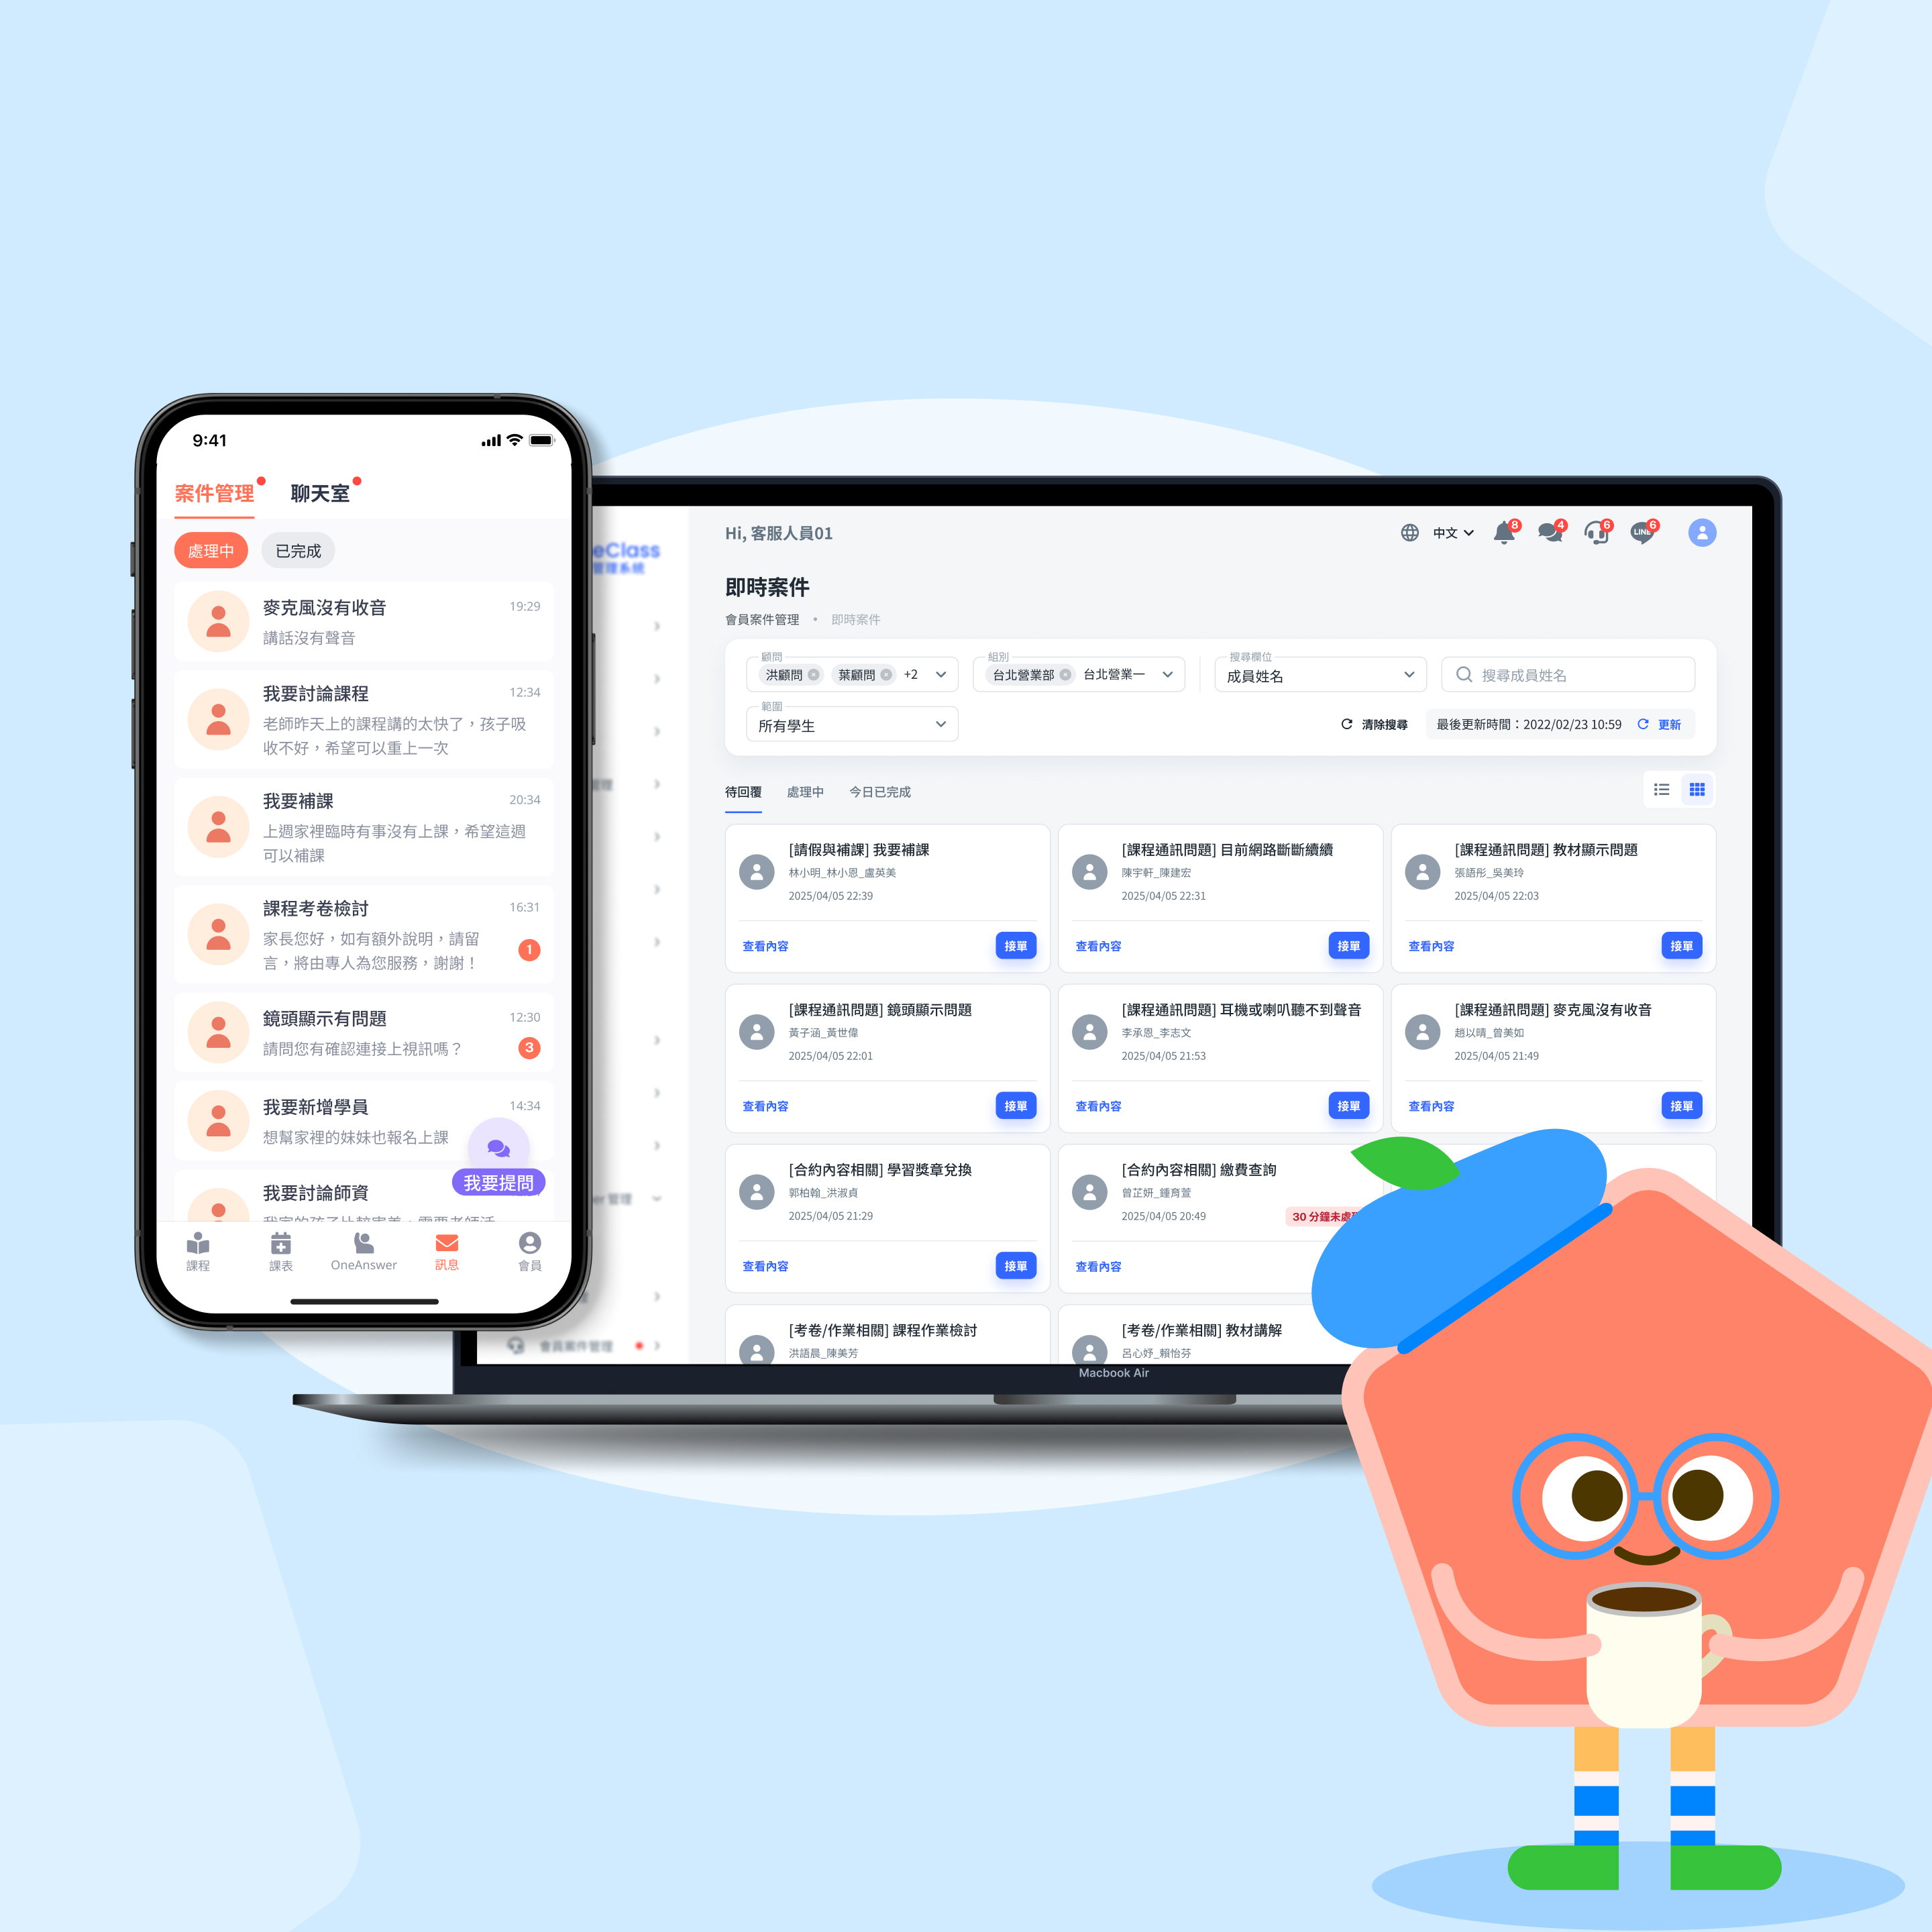 9:41
案件管理
聊天室
處理中
已完成
麥克風沒有收音
19:29
講話沒有聲音
我要討論課程
12:34
老師昨天上的課程講的太快了，孩子吸
收不好，希望可以重上一次
我要補課
20:34
上週家裡臨時有事沒有上課，希望這週
可以補課
課程考卷檢討
16:31
家長您好，如有額外說明，請留
言，將由專人為您服務，謝謝！
1
鏡頭顯示有問題
12:30
請問您有確認連接上視訊嗎？
3
我要新增學員
14:34
想幫家裡的妹妹也報名上課
我要提問
我要討論師資
課程
課表
OneAnswer
訊息
會員
eClass
管理系統
管理
er 管理
會員案件管理
Hi, 客服人員01
中文
8
4
6
LINE
6
即時案件
會員案件管理 • 即時案件
顧問
洪顧問
葉顧問
+2
組別
台北營業部
台北營業一
搜尋欄位
成員姓名
搜尋成員姓名
範圍
所有學生
清除搜尋
最後更新時間：2022/02/23 10:59
更新
待回覆
處理中
今日已完成
[請假與補課] 我要補課
林小明_林小恩_盧英美
2025/04/05 22:39
查看內容
接單
[課程通訊問題] 目前網路斷斷續續
陳宇軒_陳建宏
2025/04/05 22:31
查看內容
接單
[課程通訊問題] 教材顯示問題
張語彤_吳美玲
2025/04/05 22:03
查看內容
接單
[課程通訊問題] 鏡頭顯示問題
黃子涵_黃世偉
2025/04/05 22:01
查看內容
接單
[課程通訊問題] 耳機或喇叭聽不到聲音
李承恩_李志文
2025/04/05 21:53
查看內容
接單
[課程通訊問題] 麥克風沒有收音
趙以晴_曾美如
2025/04/05 21:49
查看內容
接單
[合約內容相關] 學習獎章兌換
郭柏翰_洪淑貞
2025/04/05 21:29
查看內容
接單
[合約內容相關] 繳費查詢
曾芷妍_鍾育萱
2025/04/05 20:49
30 分鐘未處
查看內容
[考卷/作業相關] 課程作業檢討
洪語晨_陳美芳
[考卷/作業相關] 教材講解
呂心妤_賴怡芬
Macbook Air